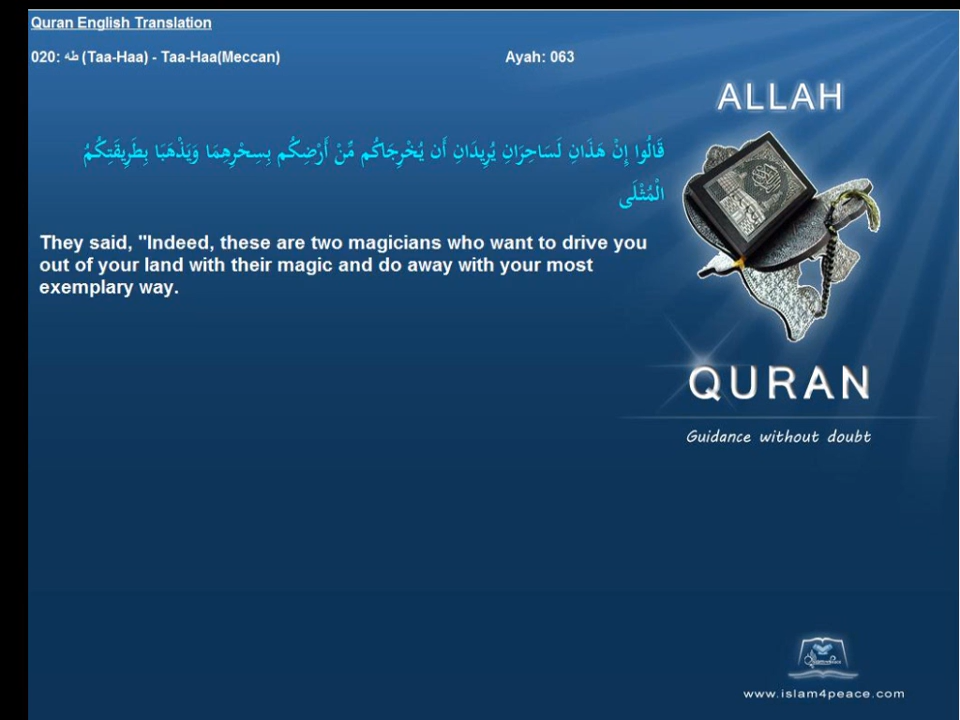 Quran English Translation
020: طه (Taa-Haa) - Taa-Haa(Meccan) Ayah: 063
ALLAH
قَالُوا إِنْ هَذَانِ لَسَاحِرَانِ يُرِيدَانِ أَن يُخْرِجَاكُم مِّنْ أَرْضِكُم بِسِحْرِهِمَا وَيَذْهَبَا بِطَرِيقَتِكُمُ
الْمُثْلَى
They said, "Indeed, these are two magicians who want to drive you
out of your land with their magic and do away with your most
exemplary way.
QURAN
Guidance without doubt
www.islam4peace.com